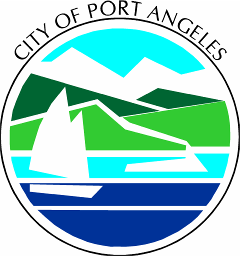 CITY OF PORT ANGELES